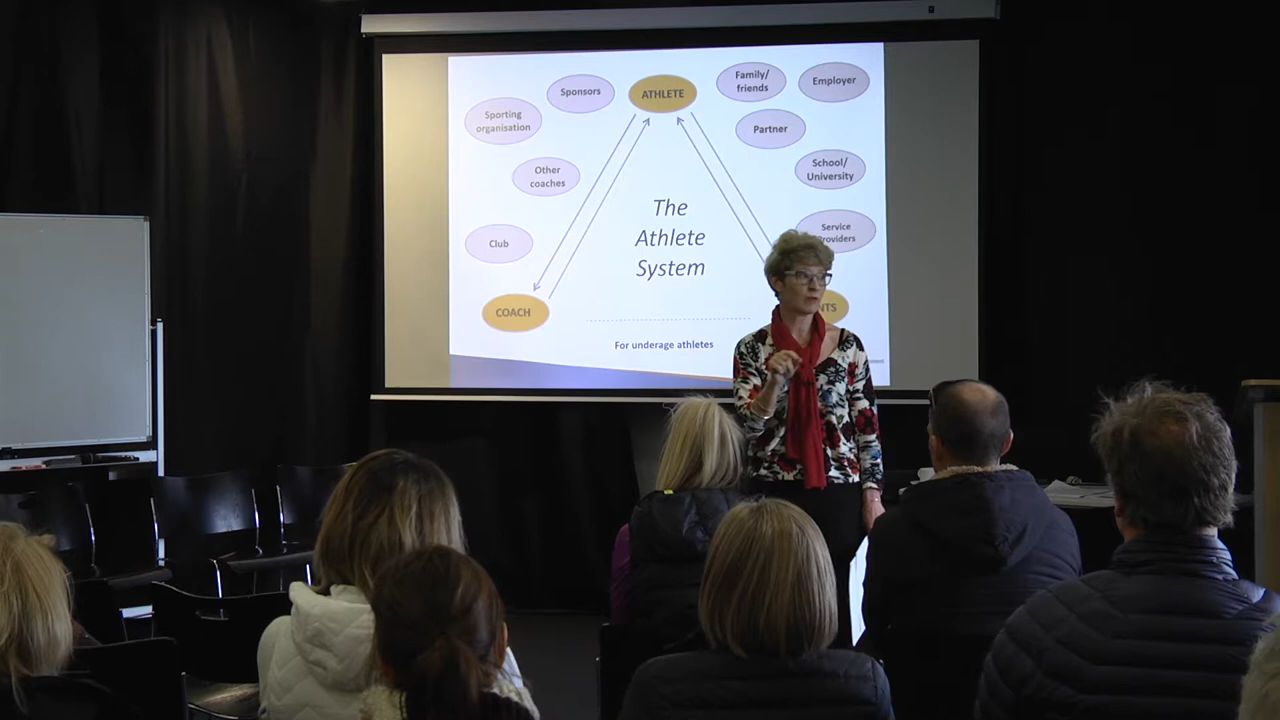 Sponsors
ATHLETE
Family/
friends
Employer
Sporting
organisation
Partner
Other
coaches
School/
University
The
Athlete
System
Club
Service
COACH
For underage athletes